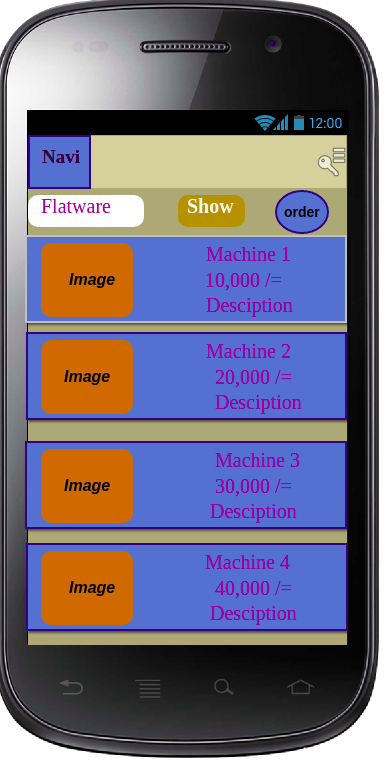 12:00
Navi
Flatware
Show
order
Image
Machine 1
10,000 /=
Desciption
Image
Machine 2
20,000 /=
Desciption
Image
Machine 3
30,000 /=
Desciption
Image
Machine 4
40,000 /=
Desciption